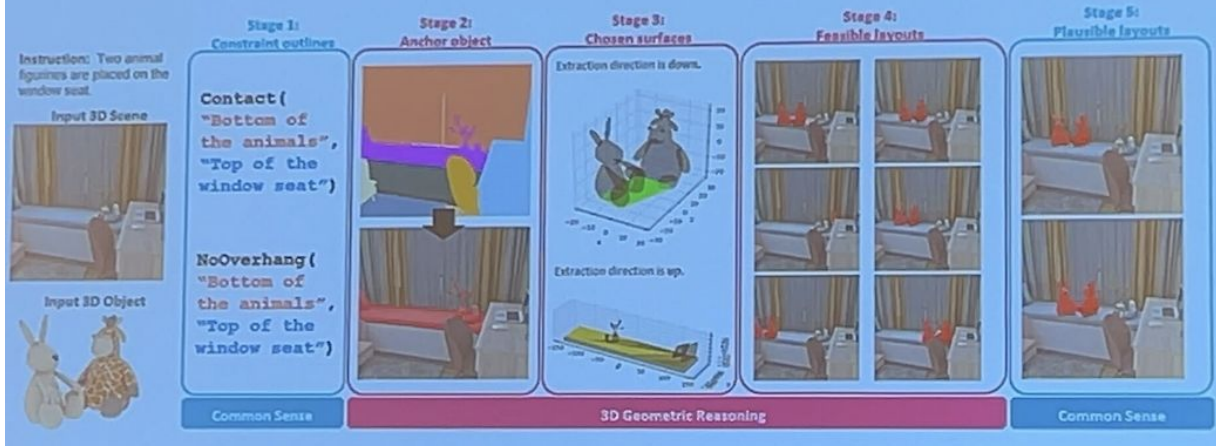 Instruction: Two animal
figurines are placed on the
window seat.
Input 3D Scene
Input 3D Object
Stage 1:
Constraint outlines
Contact(
"Bottom of
the animals",
"Top of the
window seat")
NoOverhang(
"Bottom of
the animals",
"Top of the
window seat")
Common Sense
Stage 2:
Anchor object
Stage 3:
Chosen surfaces
Extraction direction is down.
Extraction direction is up.
Stage 4:
Feasible layouts
3D Geometric Reasoning
Stage 5:
Plausible layouts
Common Sense